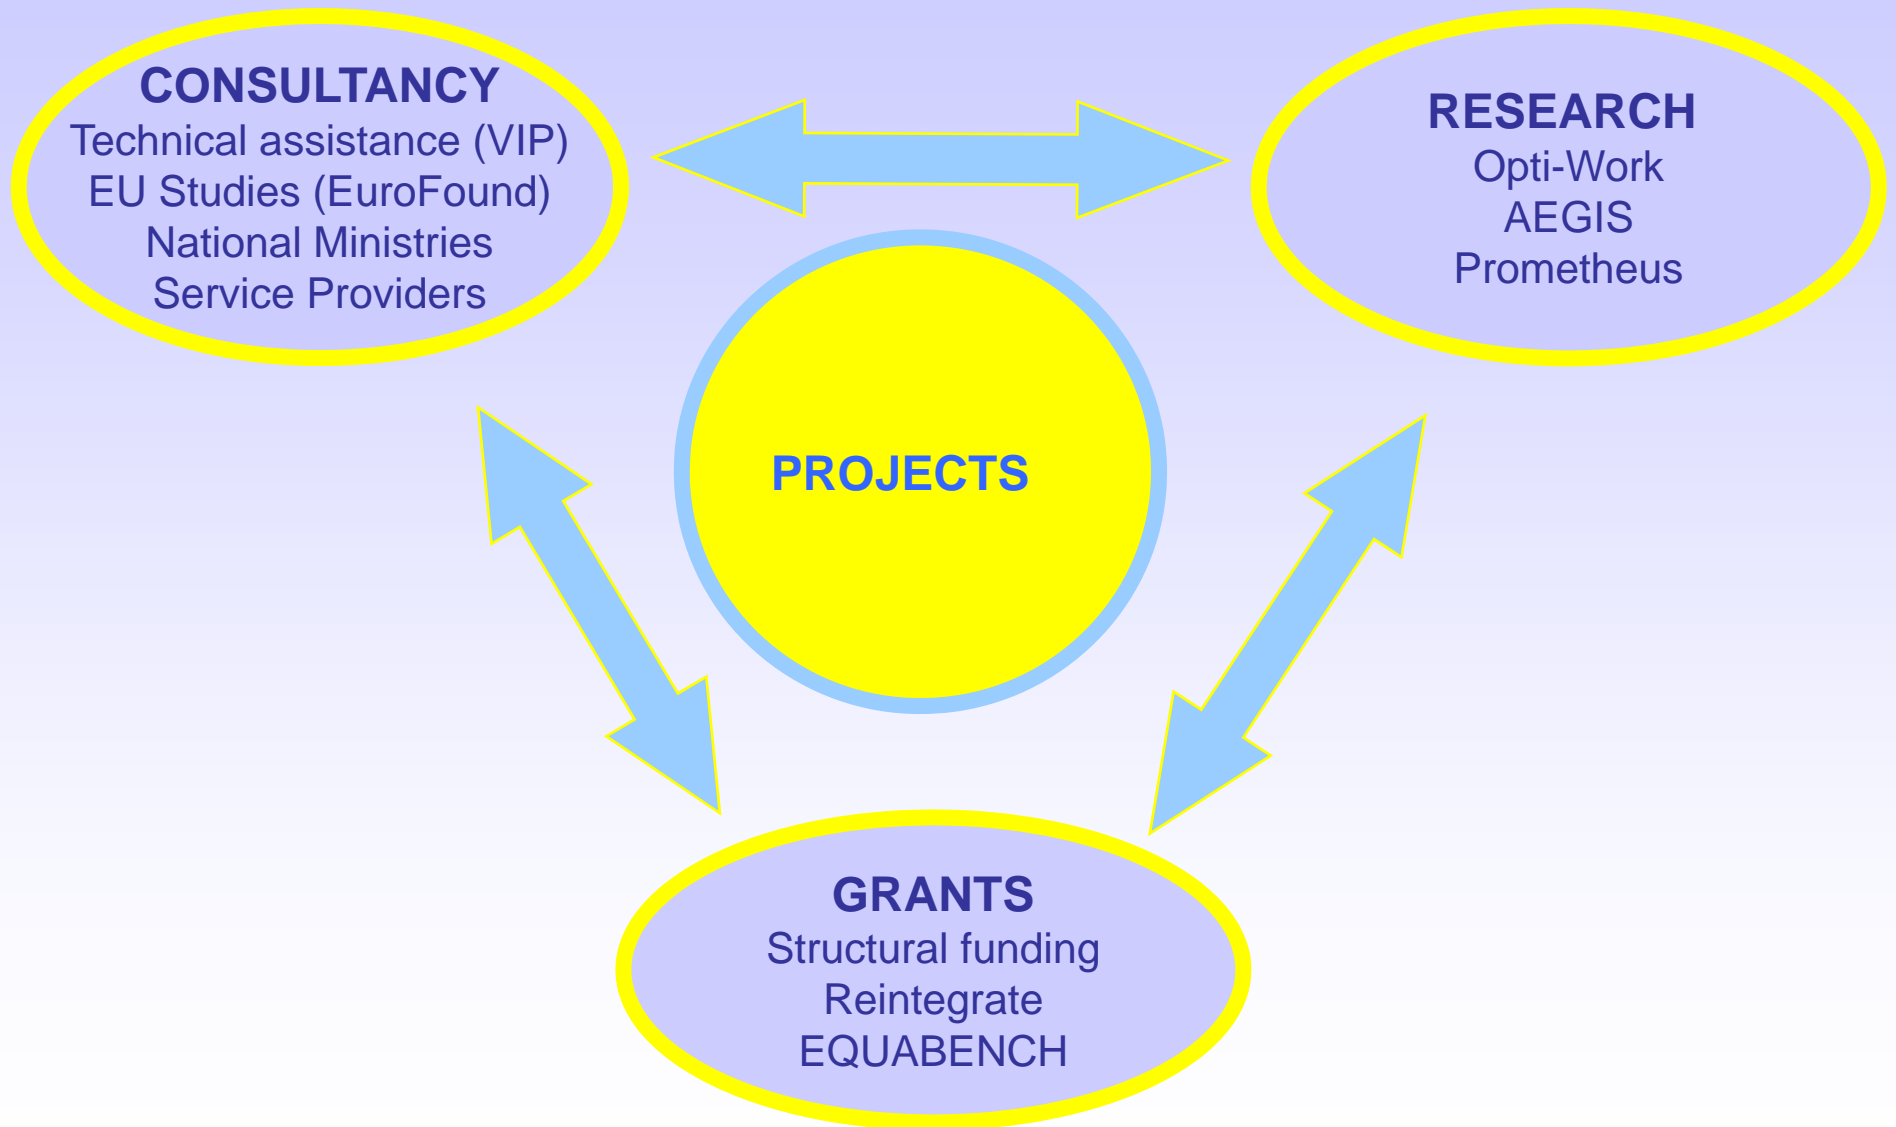 CONSULTANCY
Technical assistance (VIP)
EU Studies (EuroFound)
National Ministries
Service Providers
RESEARCH
Opti-Work
AEGIS
Prometheus
PROJECTS
GRANTS
Structural funding
Reintegrate
EQUABENCH